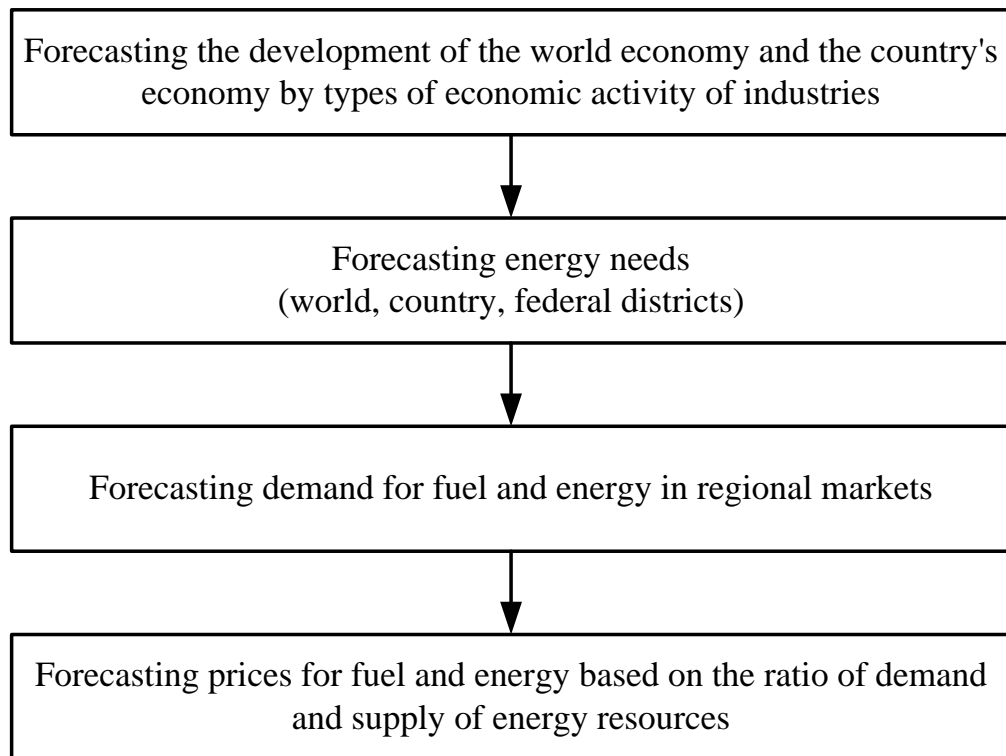 Forecasting the development of the world economy and the country's
economy by types of economic activity of industries
Forecasting energy needs
(world, country, federal districts)
Forecasting demand for fuel and energy in regional markets
Forecasting prices for fuel and energy based on the ratio of demand
and supply of energy resources